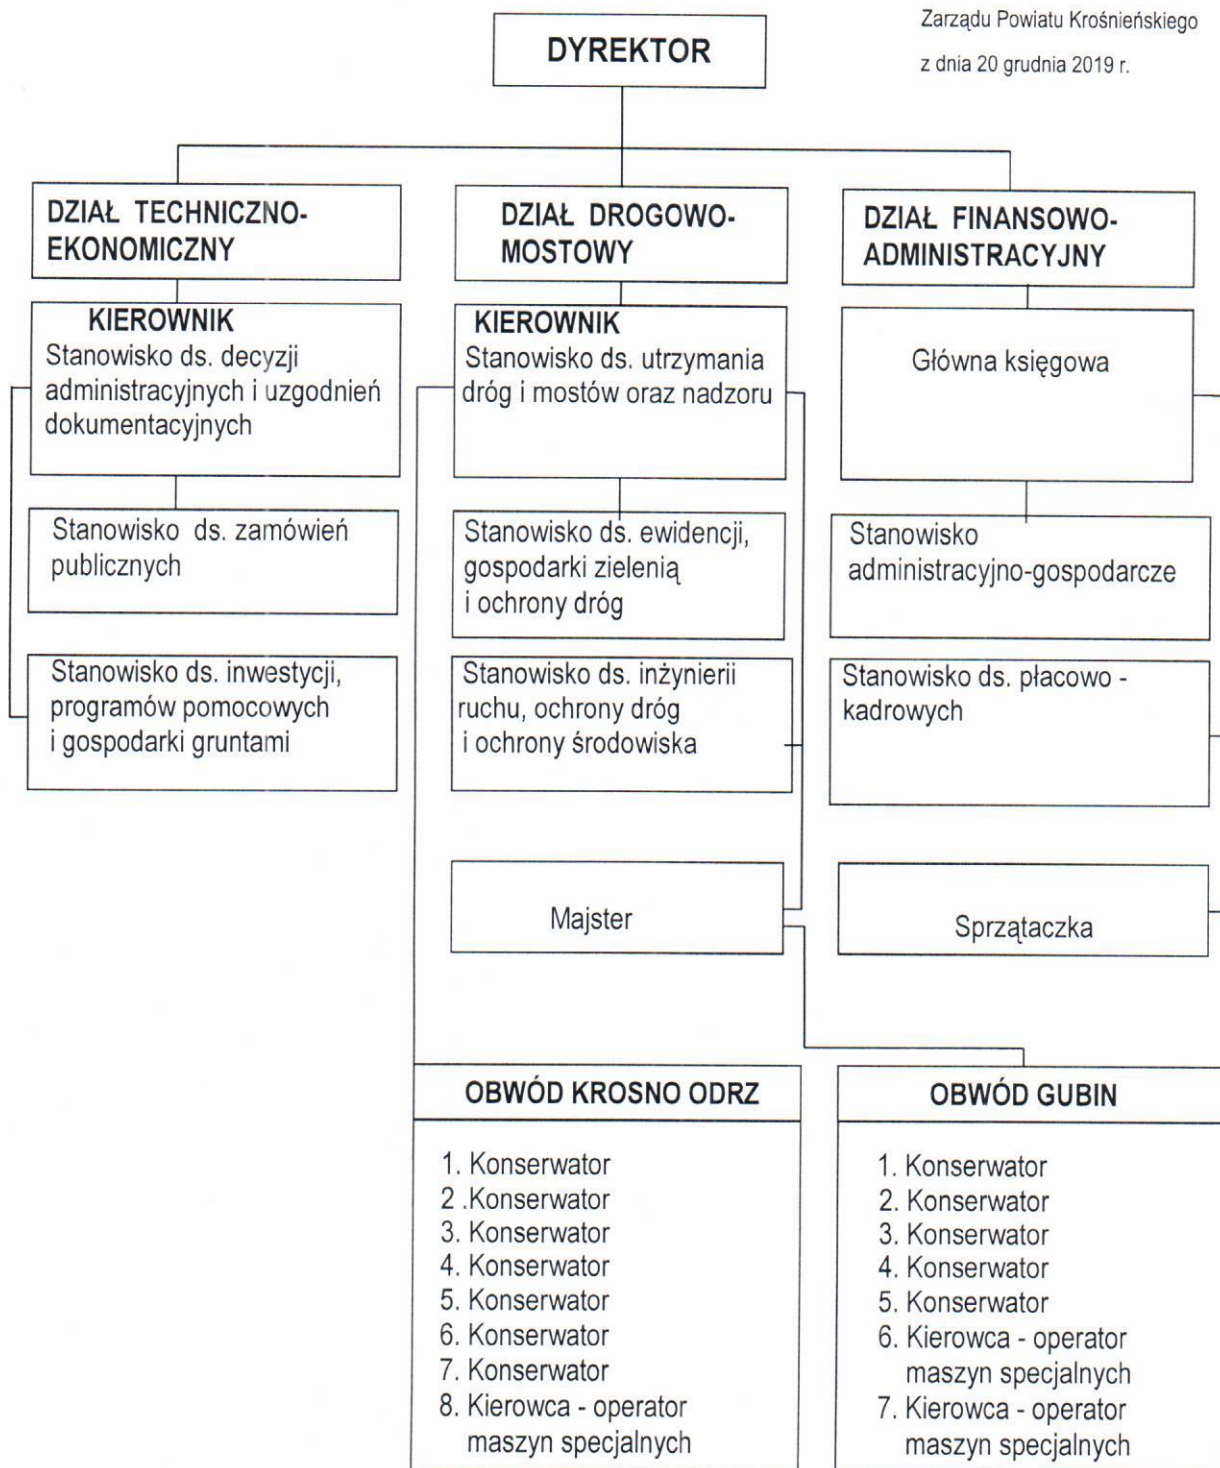 Zarządu Powiatu Krośnieńskiego
z dnia 20 grudnia 2019 r.
DYREKTOR
DZIAŁ TECHNICZNO-
EKONOMICZNY
KIEROWNIK
Stanowisko ds. decyzji
administracyjnych i uzgodnień
dokumentacyjnych
Stanowisko ds. zamówień
publicznych
Stanowisko ds. inwestycji,
programów pomocowych
i gospodarki gruntami
DZIAŁ DROGOWO-
MOSTOWY
KIEROWNIK
Stanowisko ds. utrzymania
dróg i mostów oraz nadzoru
Stanowisko ds. ewidencji,
gospodarki zielenią
i ochrony dróg
Stanowisko ds. inżynierii
ruchu, ochrony dróg
i ochrony środowiska
Majster
DZIAŁ FINANSOWO-
ADMINISTRACYJNY
Główna księgowa
Stanowisko
administracyjno-gospodarcze
Stanowisko ds. płacowo -
kadrowych
Sprzątaczka
OBWÓD KROSNO ODRZ
1. Konserwator
2 .Konserwator
3. Konserwator
4. Konserwator
5. Konserwator
6. Konserwator
7. Konserwator
8. Kierowca - operator
maszyn specjalnych
OBWÓD GUBIN
1. Konserwator
2. Konserwator
3. Konserwator
4. Konserwator
5. Konserwator
6. Kierowca - operator
maszyn specjalnych
7. Kierowca - operator
maszyn specjalnych